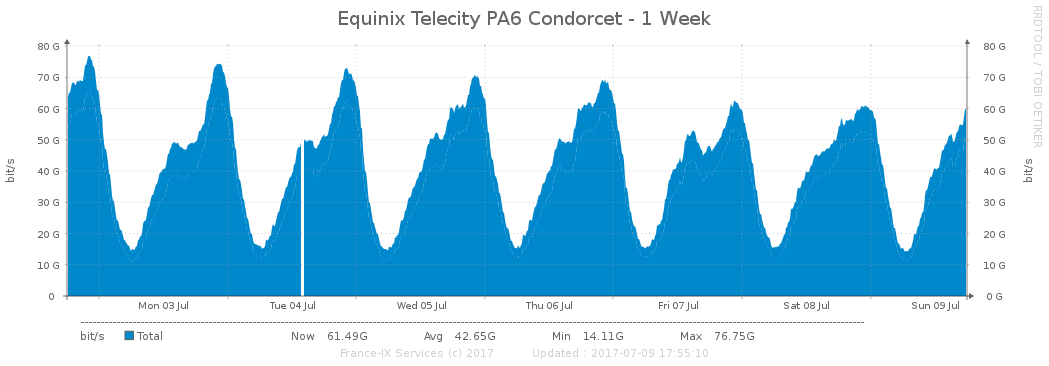 Equinix Telecity PA6 Condorcet - 1 Week
RRDTOOL / TOBI OETIKER
bit/s
80 G
70 G
60 G
50 G
40 G
30 G
20 G
10 G
0
80 G
70 G
60 G
50 G
40 G
30 G
20 G
10 G
0 G
bit/s
Mon 03 Jul Tue 04 Jul Wed 05 Jul Thu 06 Jul Fri 07 Jul Sat 08 Jul Sun 09 Jul
bit/s Total Now 61.49G Avg 42.65G Min 14.11G Max 76.75G
France-IX Services (c) 2017 Updated : 2017-07-09 17:55:10